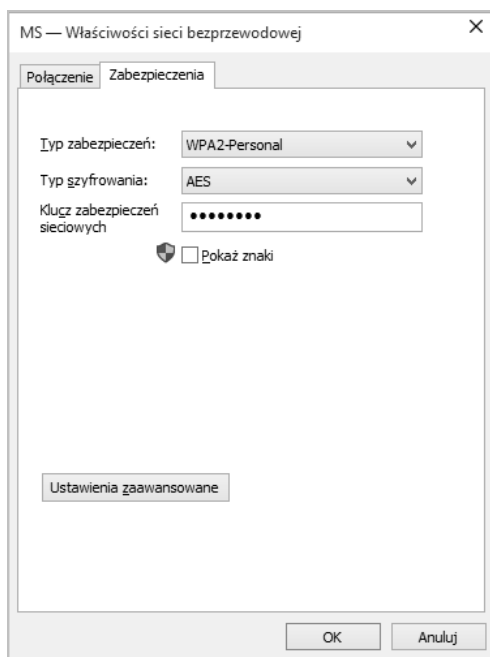 MS — Właściwości sieci bezprzewodowej
Połączenie
Zabezpieczenia
Typ zabezpieczeń:
WPA2-Personal
Typ szyfrowania:
AES
Klucz zabezpieczeń
sieciowych
••••••••
Pokaż znaki
Ustawienia zaawansowane
OK
Anuluj